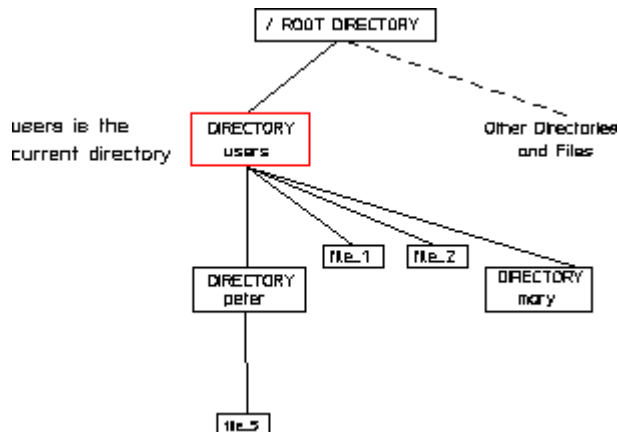 / ROOT DIRECTORY
users is the
current directory
DIRECTORY
users
Other Directories
and Files
file_1
file_2
DIRECTORY
peter
DIRECTORY
mary